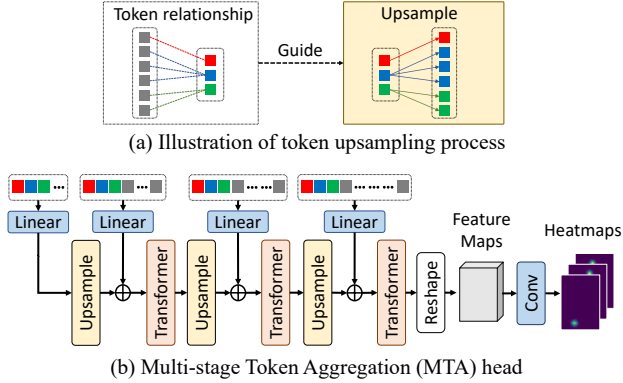 Token relationship
Guide
Upsample
(a) Illustration of token upsampling process
Linear
Linear
Linear
Linear
Upsample
Transformer
Upsample
Transformer
Upsample
Transformer
Reshape
Feature
Maps
Conv
Heatmaps
(b) Multi-stage Token Aggregation (MTA) head